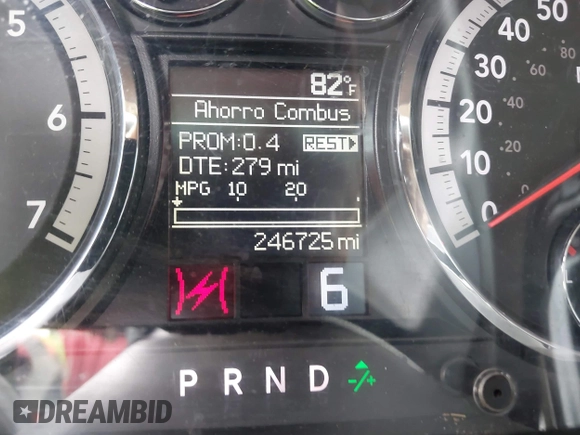 82°F
Ahorro Combus
PROM:0.4 REST
DTE:279 mi
MPG 10 20
246725 mi
6
P R N D -/+
5
6
7
50
40
30
20
10
0
80
60
40
20
DREAMBID